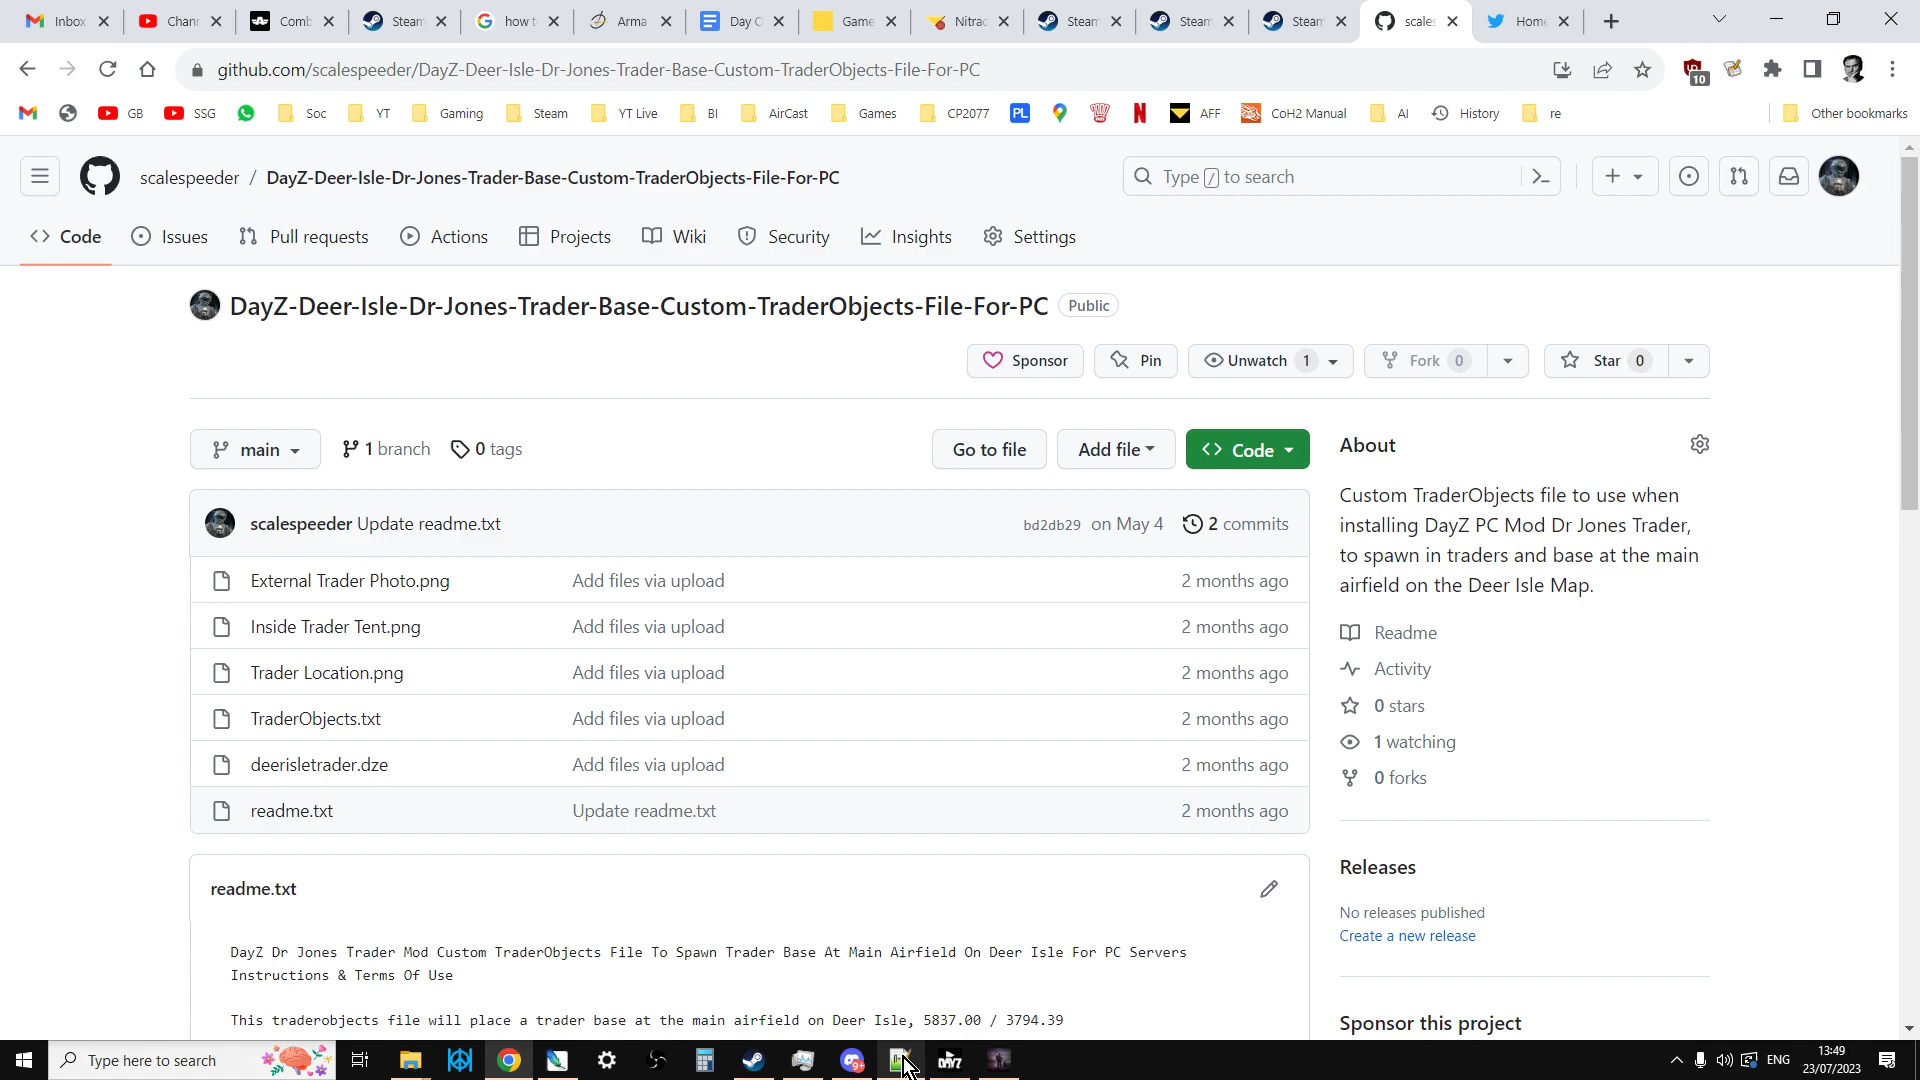 Inbox
Chann
Comb
Steam
how t
Arma
Day C
Game
Nitrac
Steam
Steam
Steam
scales
Home
github.com/scalespeeder/DayZ-Deer-Isle-Dr-Jones-Trader-Base-Custom-TraderObjects-File-For-PC
10
GB
SSG
Soc
YT
Gaming
Steam
YT Live
BI
AirCast
Games
CP2077
PL
AFF
CoH2 Manual
AI
History
re
Other bookmarks
scalespeeder / DayZ-Deer-Isle-Dr-Jones-Trader-Base-Custom-TraderObjects-File-For-PC
Type / to search
Code
Issues
Pull requests
Actions
Projects
Wiki
Security
Insights
Settings
DayZ-Deer-Isle-Dr-Jones-Trader-Base-Custom-TraderObjects-File-For-PC Public
Sponsor
Pin
Unwatch 1
Fork 0
Star 0
main
1 branch
0 tags
Go to file
Add file
Code
scalespeeder Update readme.txt
bd2db29 on May 4
2 commits
External Trader Photo.png Add files via upload 2 months ago
Inside Trader Tent.png Add files via upload 2 months ago
Trader Location.png Add files via upload 2 months ago
TraderObjects.txt Add files via upload 2 months ago
deerisletrader.dze Add files via upload 2 months ago
readme.txt Update readme.txt 2 months ago
readme.txt
DayZ Dr Jones Trader Mod Custom TraderObjects File To Spawn Trader Base At Main Airfield On Deer Isle For PC Servers
Instructions & Terms Of Use
This traderobjects file will place a trader base at the main airfield on Deer Isle, 5837.00 / 3794.39
About
Custom TraderObjects file to use when
installing DayZ PC Mod Dr Jones Trader,
to spawn in traders and base at the main
airfield on the Deer Isle Map.
Readme
Activity
0 stars
1 watching
0 forks
Releases
No releases published
Create a new release
Sponsor this project
Type here to search
9+
DAYZ
ENG
13:49
23/07/2023